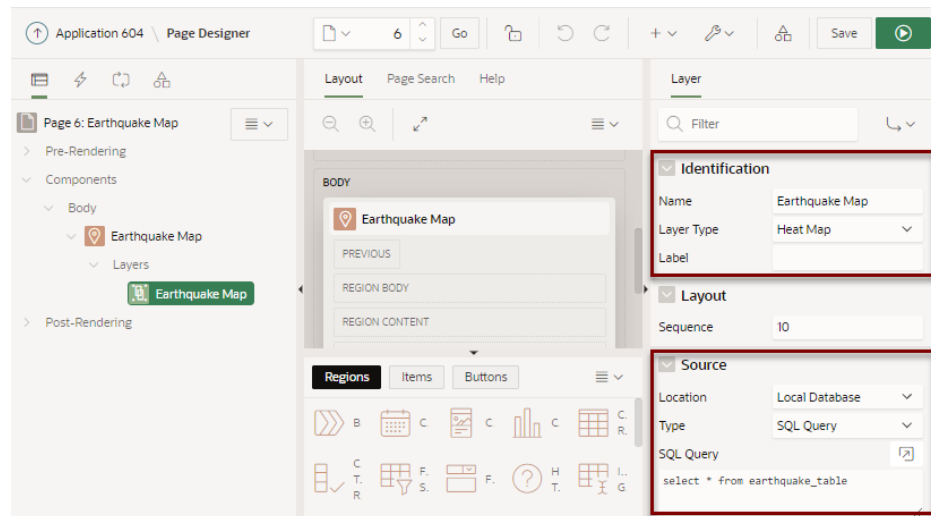 Application 604 \ Page Designer
6
Go
Save
Layout Page Search Help
Layer
Page 6: Earthquake Map
Filter
Pre-Rendering
Components
Body
Earthquake Map
Layers
Earthquake Map
Post-Rendering
BODY
Earthquake Map
PREVIOUS
REGION BODY
REGION CONTENT
Regions Items Buttons
B. C. C. C. C. R.
C. T. R. F. S. F. H T. I.. G
Identification
Name Earthquake Map
Layer Type Heat Map
Label
Layout
Sequence 10
Source
Location Local Database
Type SQL Query
SQL Query
select * from earthquake_table